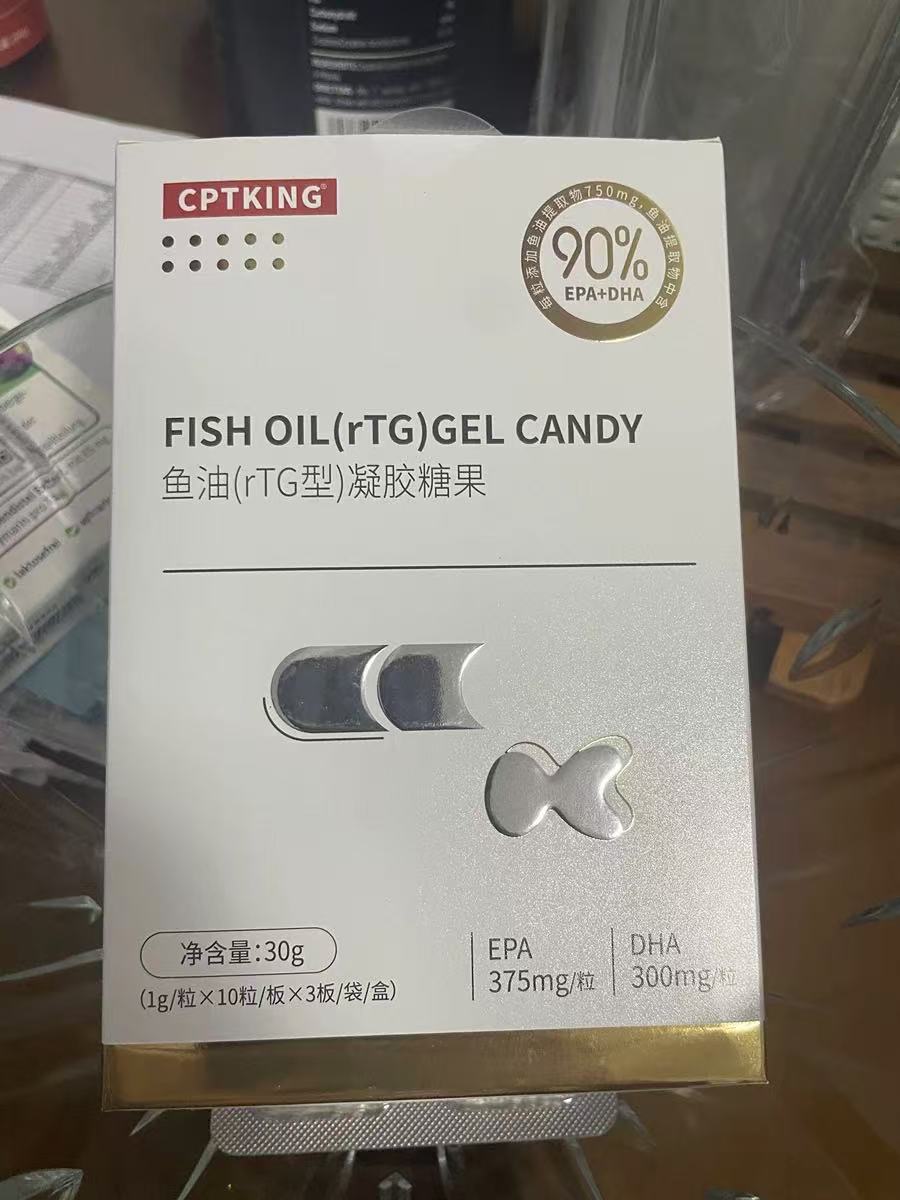 CPTKING®
每粒添加鱼油提取物750mg,鱼油提取物中含
90%
EPA+DHA
FISH OIL(rTG)GEL CANDY
鱼油(rTG型)凝胶糖果
净含量:30g
(1g/粒×10粒/板×3板/袋/盒)
EPA
375mg/粒
DHA
300mg/粒
laktosefrei